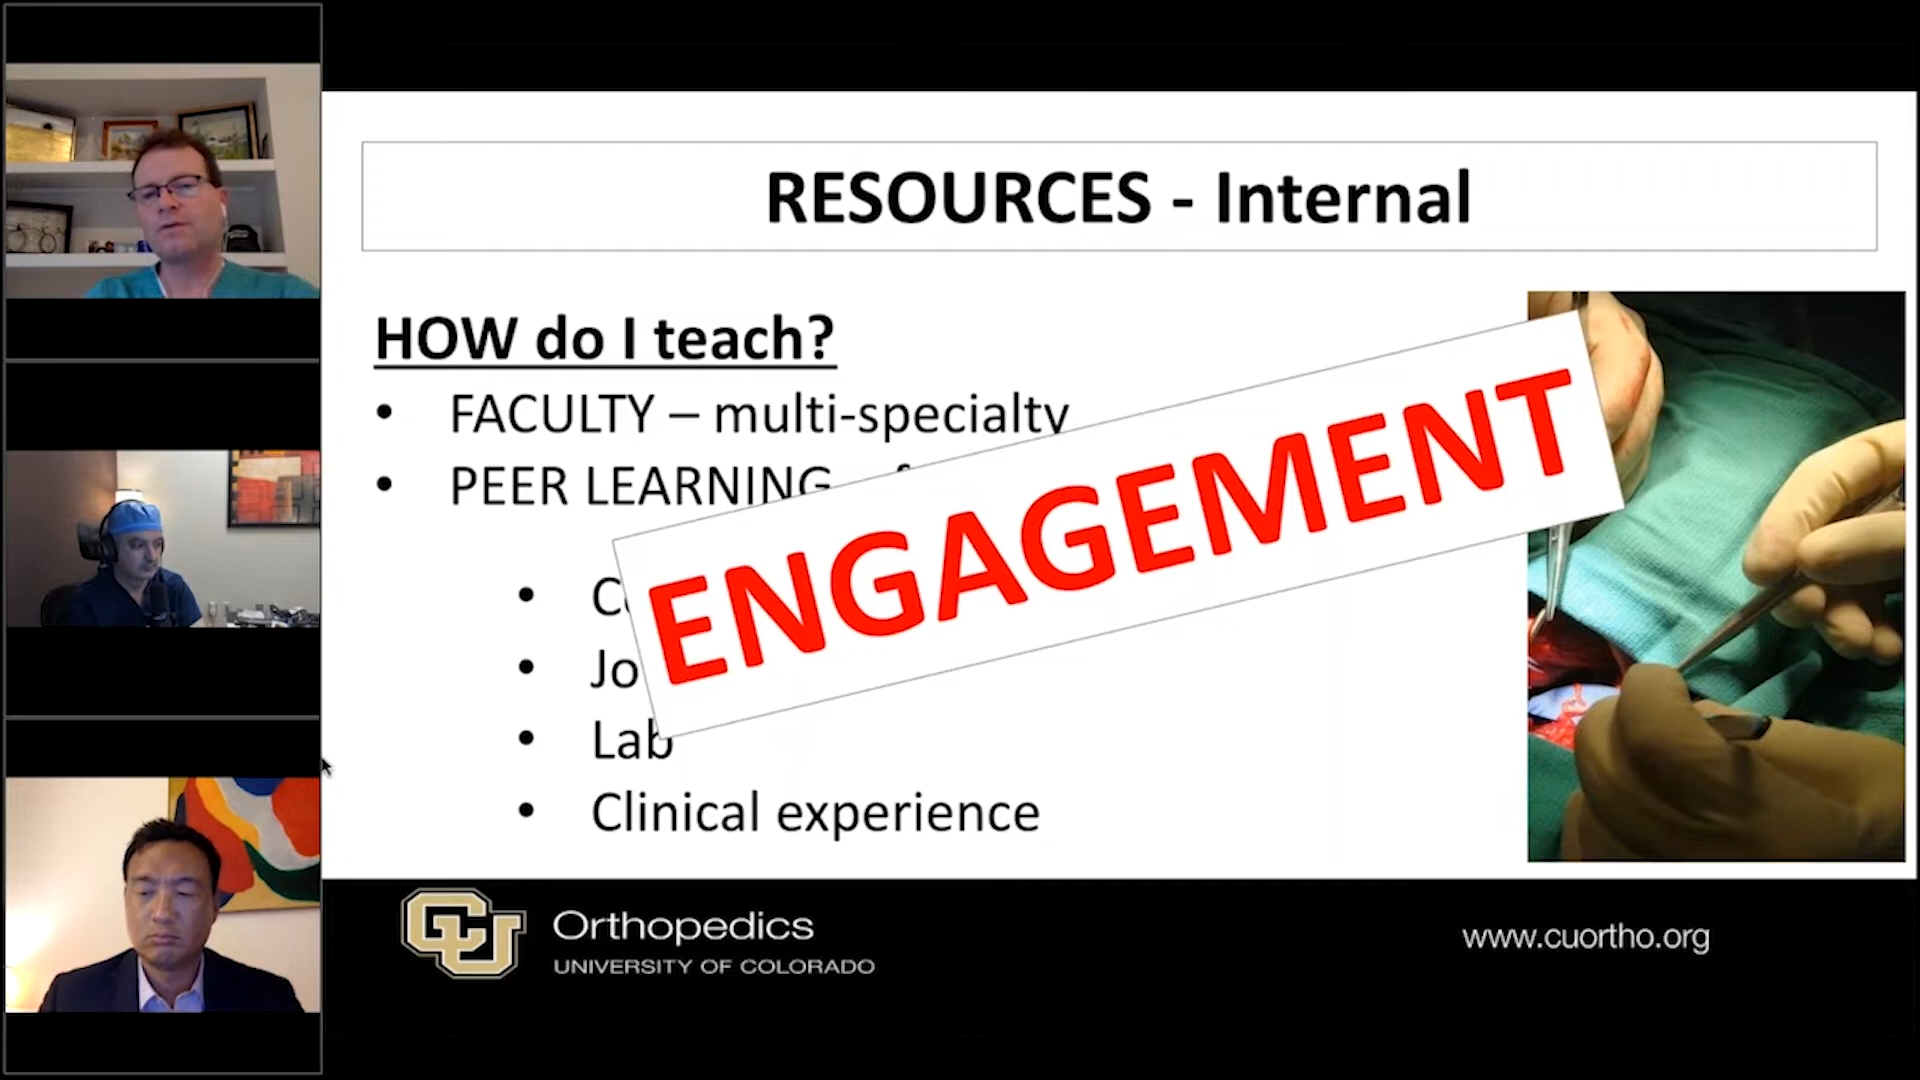 RESOURCES - Internal
HOW do I teach?
• FACULTY – multi-specialty
• PEER LEARNING
ENGAGEMENT
• Lab
• Clinical experience
CU Orthopedics
UNIVERSITY OF COLORADO
www.cuortho.org